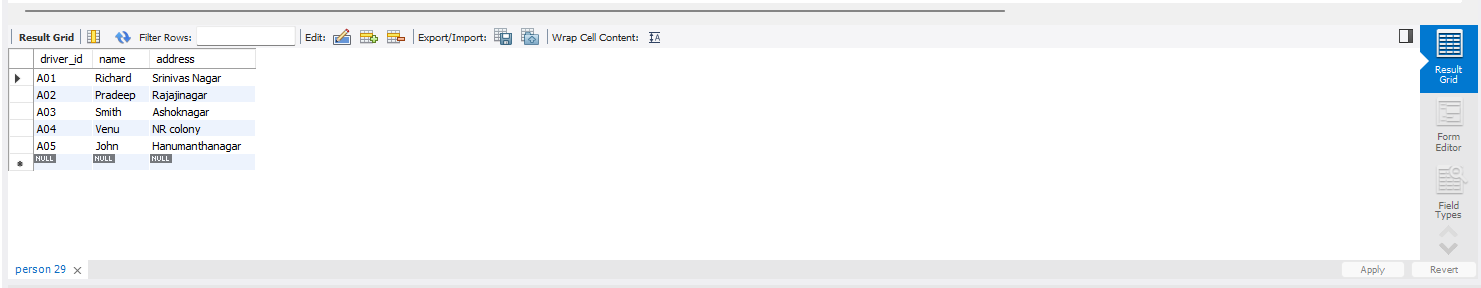 Result Grid Filter Rows: Edit: Export/Import: Wrap Cell Content:
driver_id name address
A01 Richard Srinivas Nagar
A02 Pradeep Rajajinagar
A03 Smith Ashoknagar
A04 Venu NR colony
A05 John Hanumanthanagar
NULL NULL NULL
Result
Grid
Form
Editor
Field
Types
person 29
Apply Revert